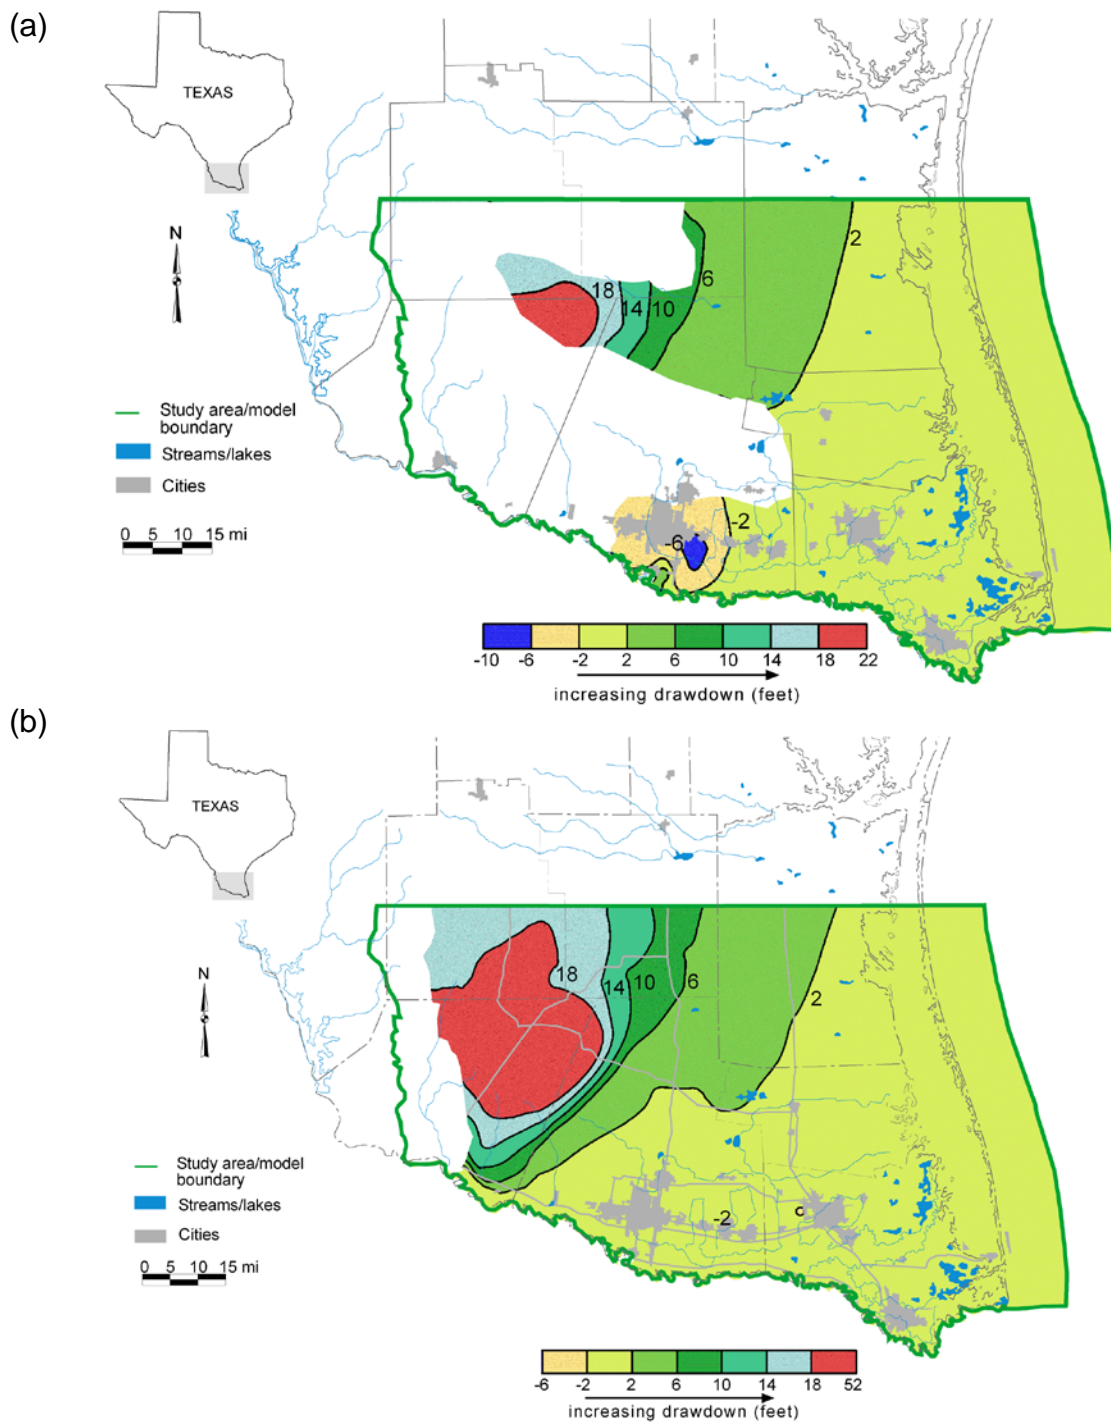 (a)
TEXAS
N
Study area/model
boundary
Streams/lakes
Cities
0 5 10 15 mi
2
6
18
14
10
-2
-6
-10 -6 -2 2 6 10 14 18 22
increasing drawdown (feet)
(b)
TEXAS
N
Study area/model
boundary
Streams/lakes
Cities
0 5 10 15 mi
18
14
10
6
2
-2
-6 -2 2 6 10 14 18 52
increasing drawdown (feet)